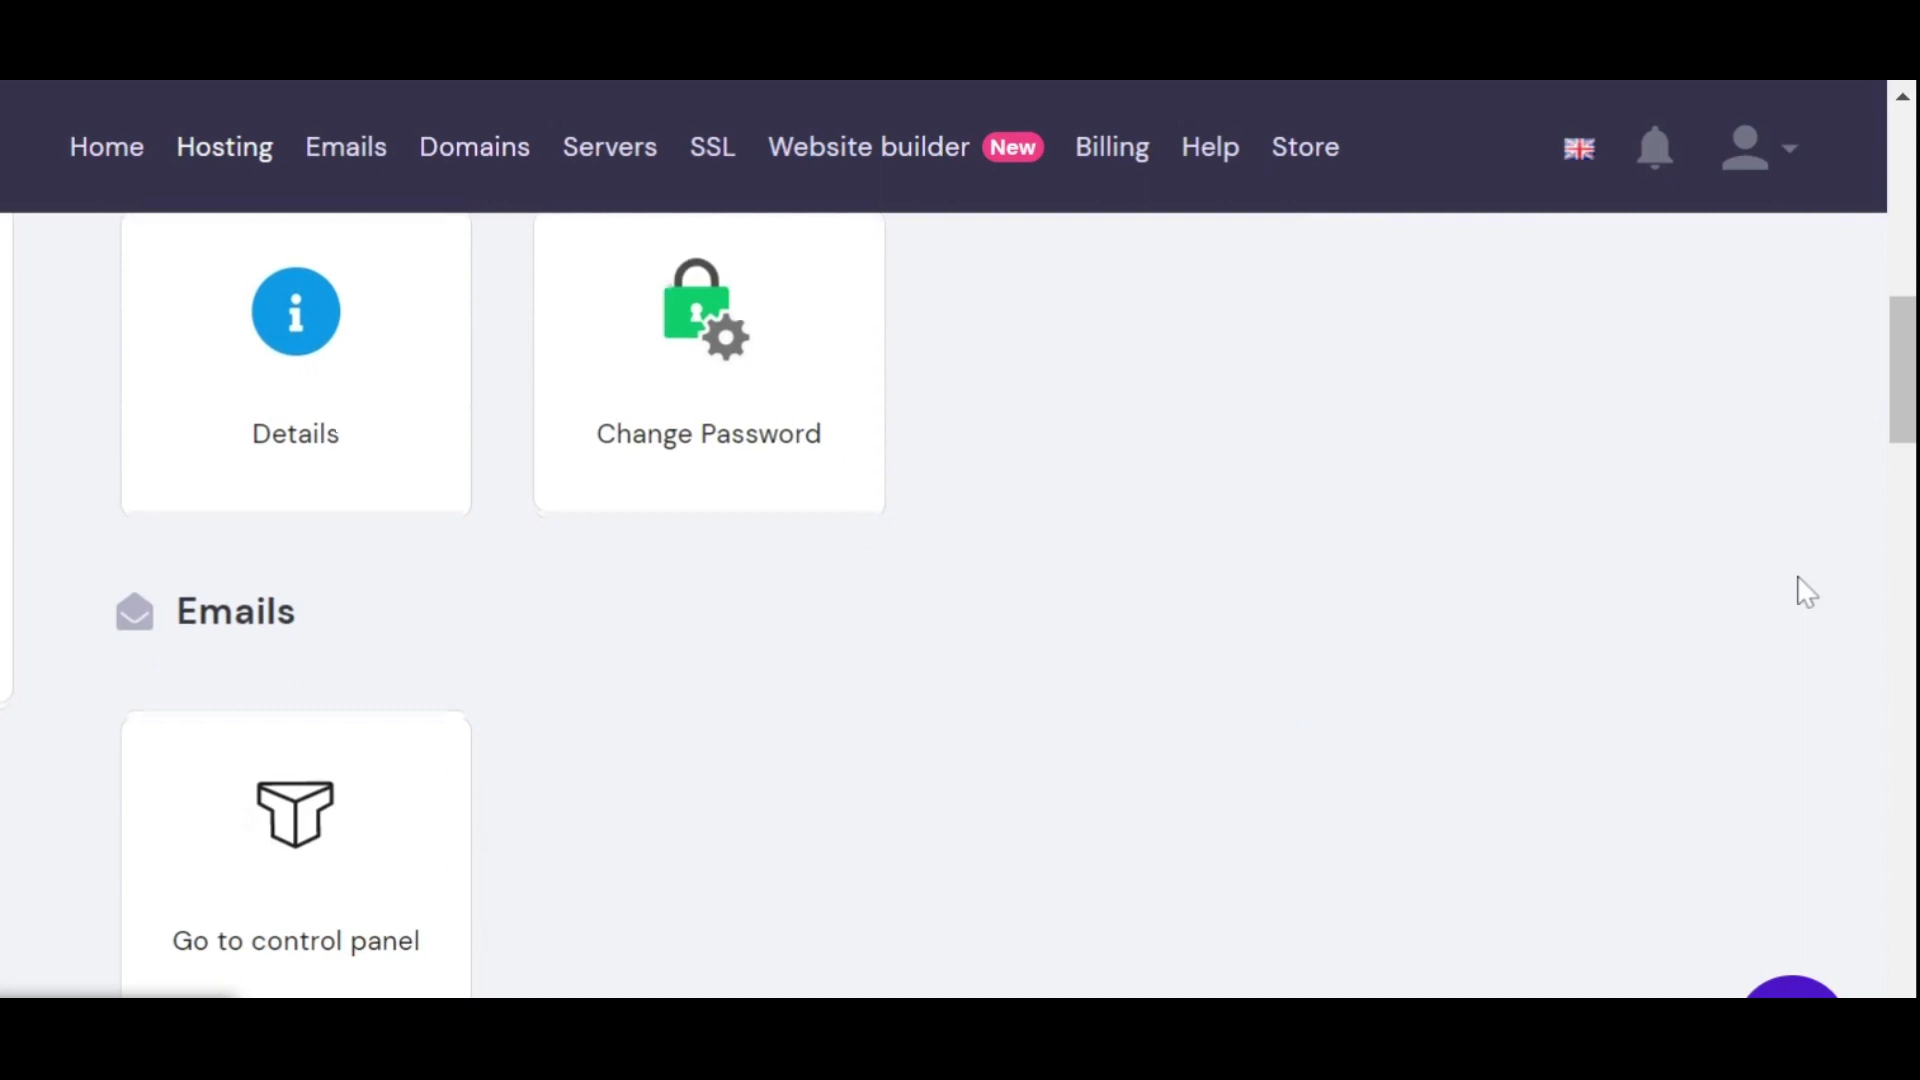 Home Hosting Emails Domains Servers SSL Website builder New Billing Help Store
Details
Change Password
Emails
Go to control panel